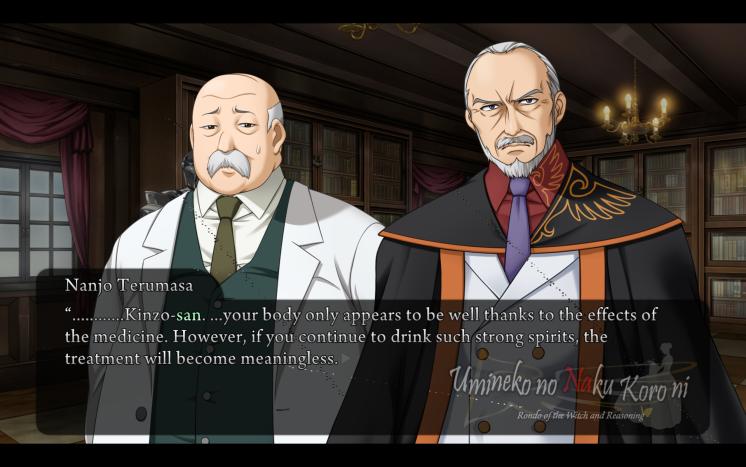 Nanjo Terumasa
“............Kinzo-san. ...your body only appears to be well thanks to the effects of
the medicine. However, if you continue to drink such strong spirits, the
treatment will become meaningless.
Umineko no Naku Koro ni
Rondo of the Witch and Reasoning